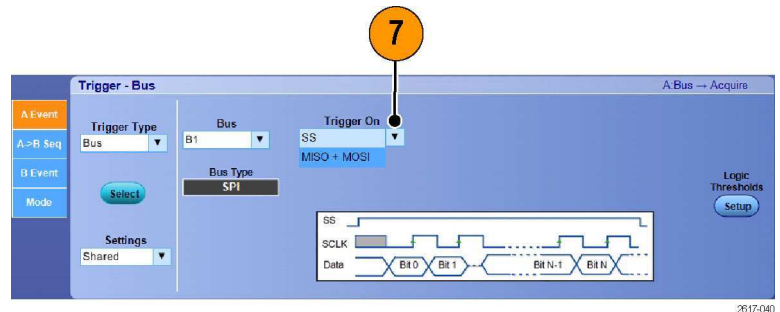 7
Trigger - Bus
A:Bus → Acquire
A Event
A->B Seq
B Event
Mode
Trigger Type
Bus
Select
Settings
Shared
Bus
B1
Bus Type
SPI
Trigger On
SS
MISO + MOSI
Logic
Thresholds
Setup
SS
SCLK
Data
Bit 0
Bit 1
Bit N-1
Bit N
2617-040